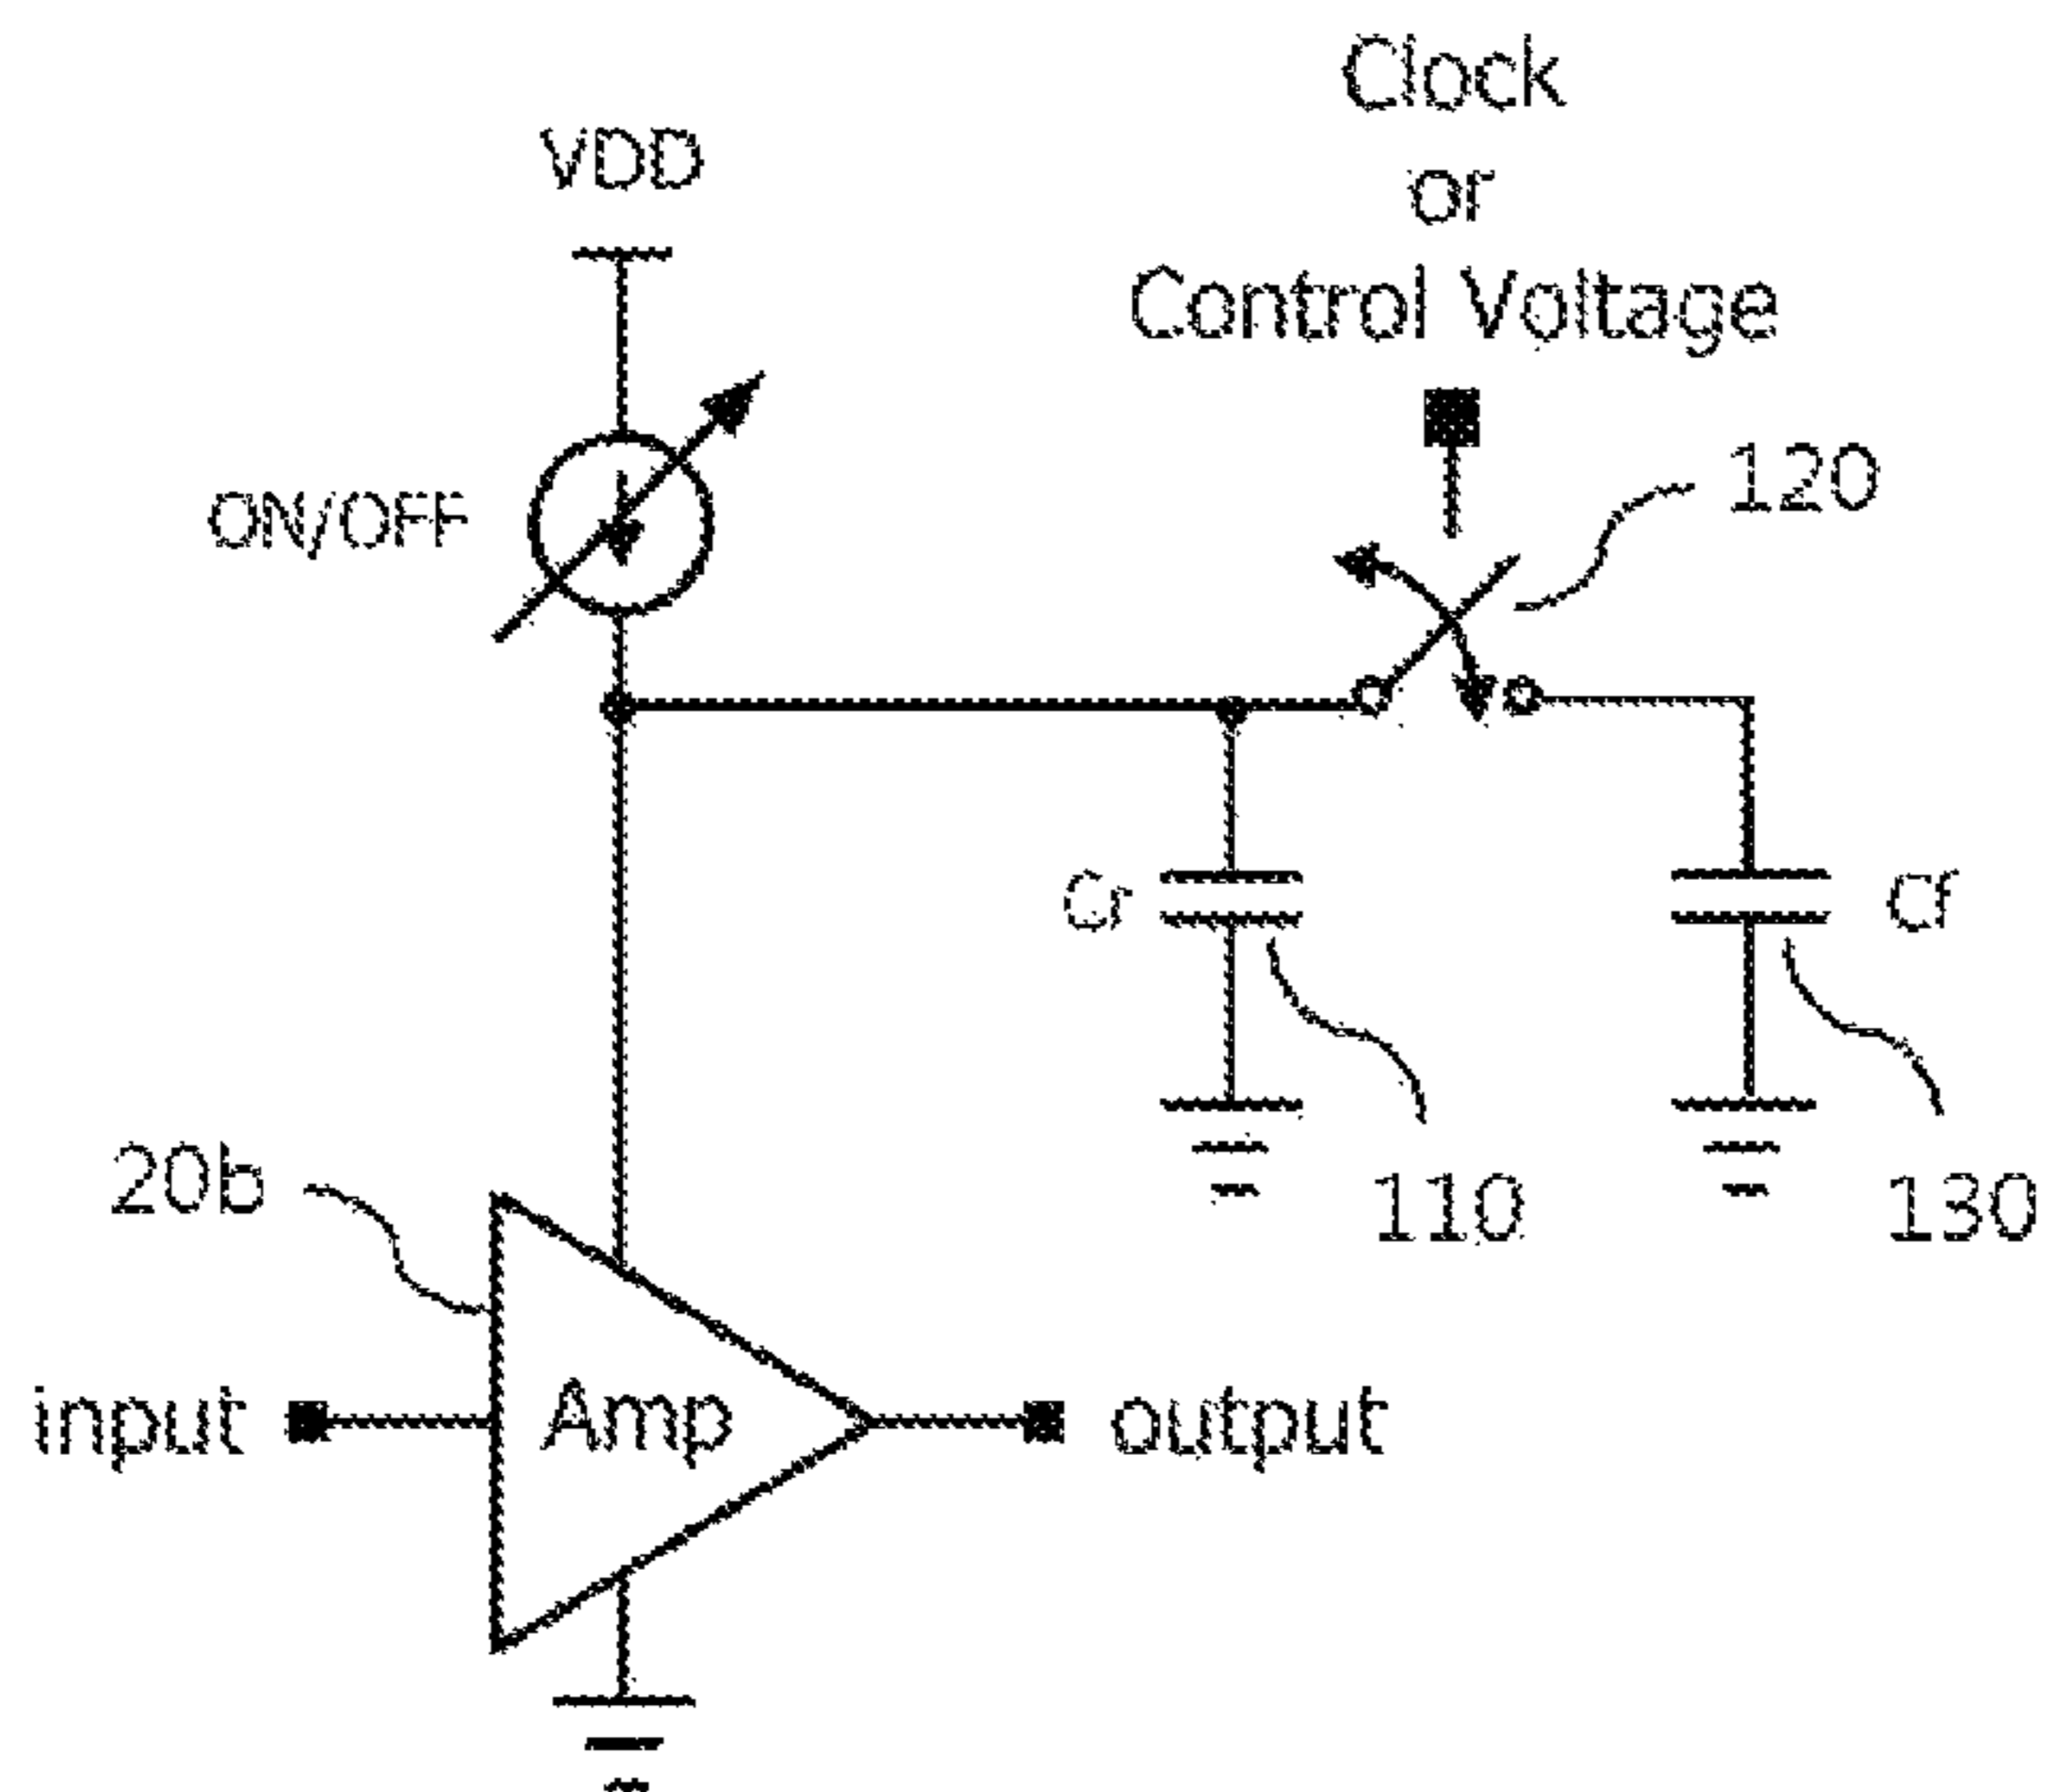 Clock
or
Control Voltage
VDD
ON/OFF
120
Cr
Cf
110
130
20b
input
Amp
output